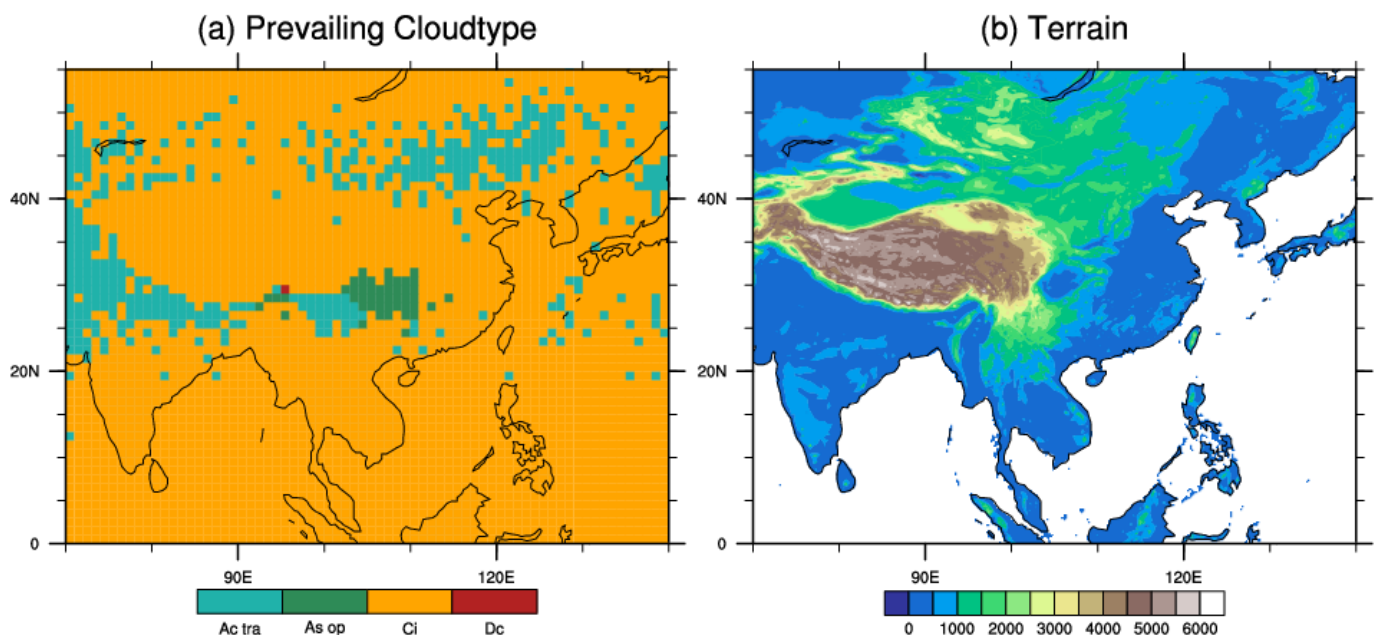 (a) Prevailing Cloudtype
40N
20N
0
90E
120E
Ac tra
As op
Ci
Dc
(b) Terrain
40N
20N
0
90E
120E
0 1000 2000 3000 4000 5000 6000